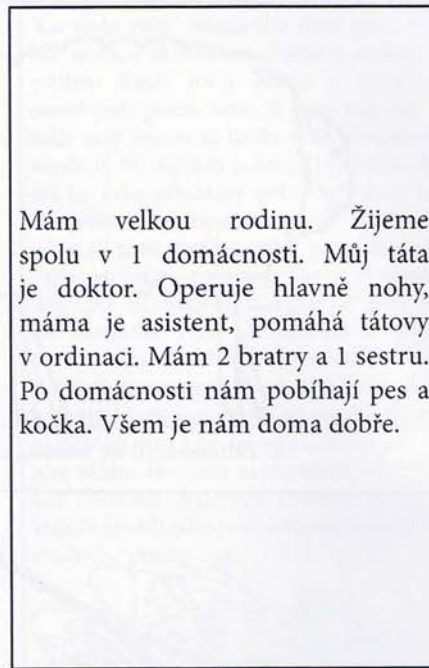 Mám velkou rodinu. Žijeme
spolu v 1 domácnosti. Můj táta
je doktor. Operuje hlavně nohy,
máma je asistent, pomáhá tátovy
v ordinaci. Mám 2 bratry a 1 sestru.
Po domácnosti nám pobíhají pes a
kočka. Všem je nám doma dobře.